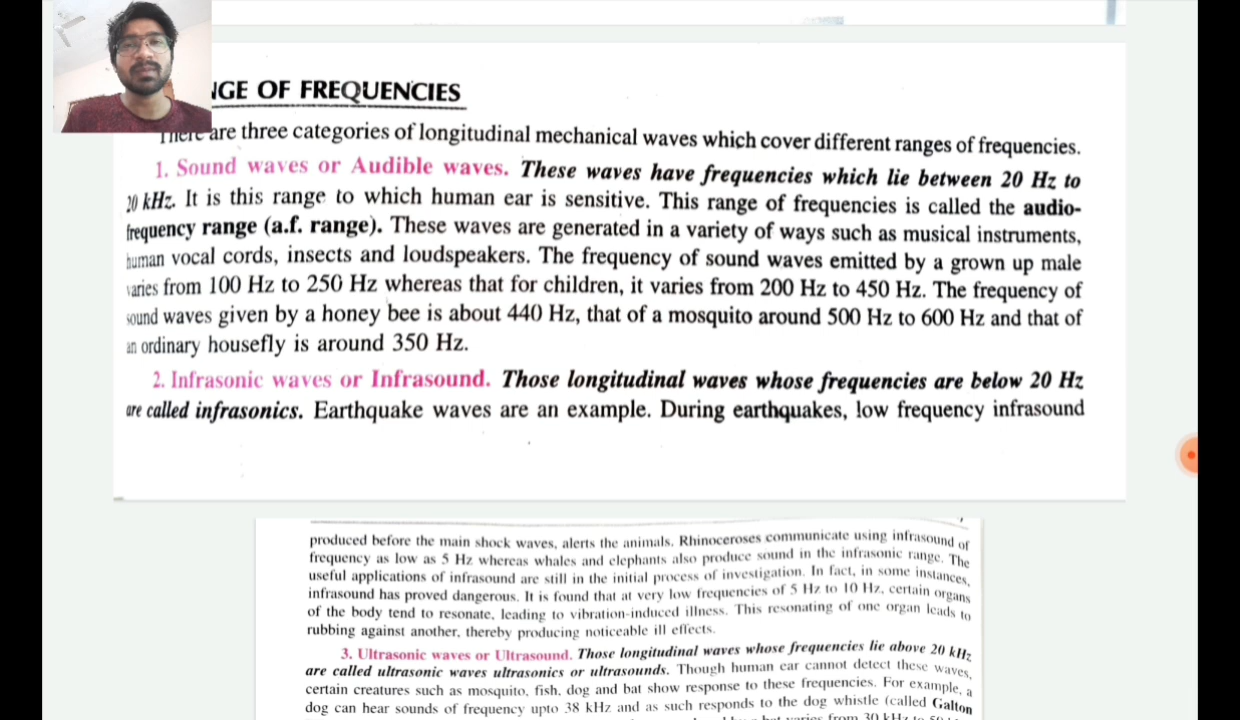 NGE OF FREQUENCIES
There are three categories of longitudinal mechanical waves which cover different ranges of frequencies.
1. Sound waves or Audible waves. These waves have frequencies which lie between 20 Hz to
20 kHz. It is this range to which human ear is sensitive. This range of frequencies is called the audio-
frequency range (a.f. range). These waves are generated in a variety of ways such as musical instruments,
human vocal cords, insects and loudspeakers. The frequency of sound waves emitted by a grown up male
varies from 100 Hz to 250 Hz whereas that for children, it varies from 200 Hz to 450 Hz. The frequency of
sound waves given by a honey bee is about 440 Hz, that of a mosquito around 500 Hz to 600 Hz and that of
an ordinary housefly is around 350 Hz.
2. Infrasonic waves or Infrasound. Those longitudinal waves whose frequencies are below 20 Hz
are called infrasonics. Earthquake waves are an example. During earthquakes, low frequency infrasound
produced before the main shock waves, alerts the animals. Rhinoceroses communicate using infrasound of
frequency as low as 5 Hz whereas whales and elephants also produce sound in the infrasonic range. The
useful applications of infrasound are still in the initial process of investigation. In fact, in some instances,
infrasound has proved dangerous. It is found that at very low frequencies of 5 Hz to 10 Hz, certain organs
of the body tend to resonate, leading to vibration-induced illness. This resonating of one organ leads to
rubbing against another, thereby producing noticeable ill effects.
3. Ultrasonic waves or Ultrasound. Those longitudinal waves whose frequencies lie above 20 kHz
are called ultrasonic waves ultrasonics or ultrasounds. Though human ear cannot detect these waves,
certain creatures such as mosquito, fish, dog and bat show response to these frequencies. For example, a
dog can hear sounds of frequency upto 38 kHz and as such responds to the dog whistle (called Galton
varies from 30 kHz to